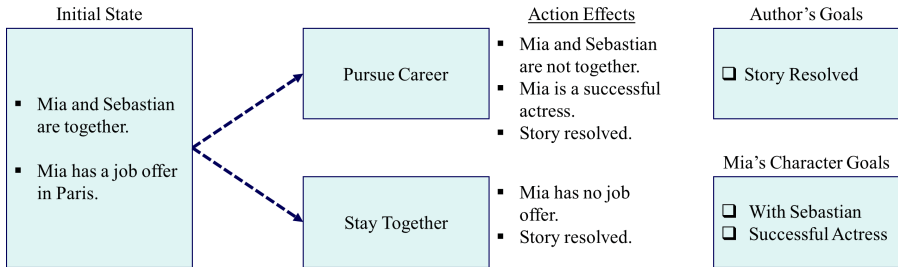 Initial State
▪ Mia and Sebastian
are together.
▪ Mia has a job offer
in Paris.
Pursue Career
Stay Together
Action Effects
▪ Mia and Sebastian
are not together.
▪ Mia is a successful
actress.
▪ Story resolved.
▪ Mia has no job
offer.
▪ Story resolved.
Author’s Goals
❑ Story Resolved
Mia’s Character Goals
❑ With Sebastian
❑ Successful Actress